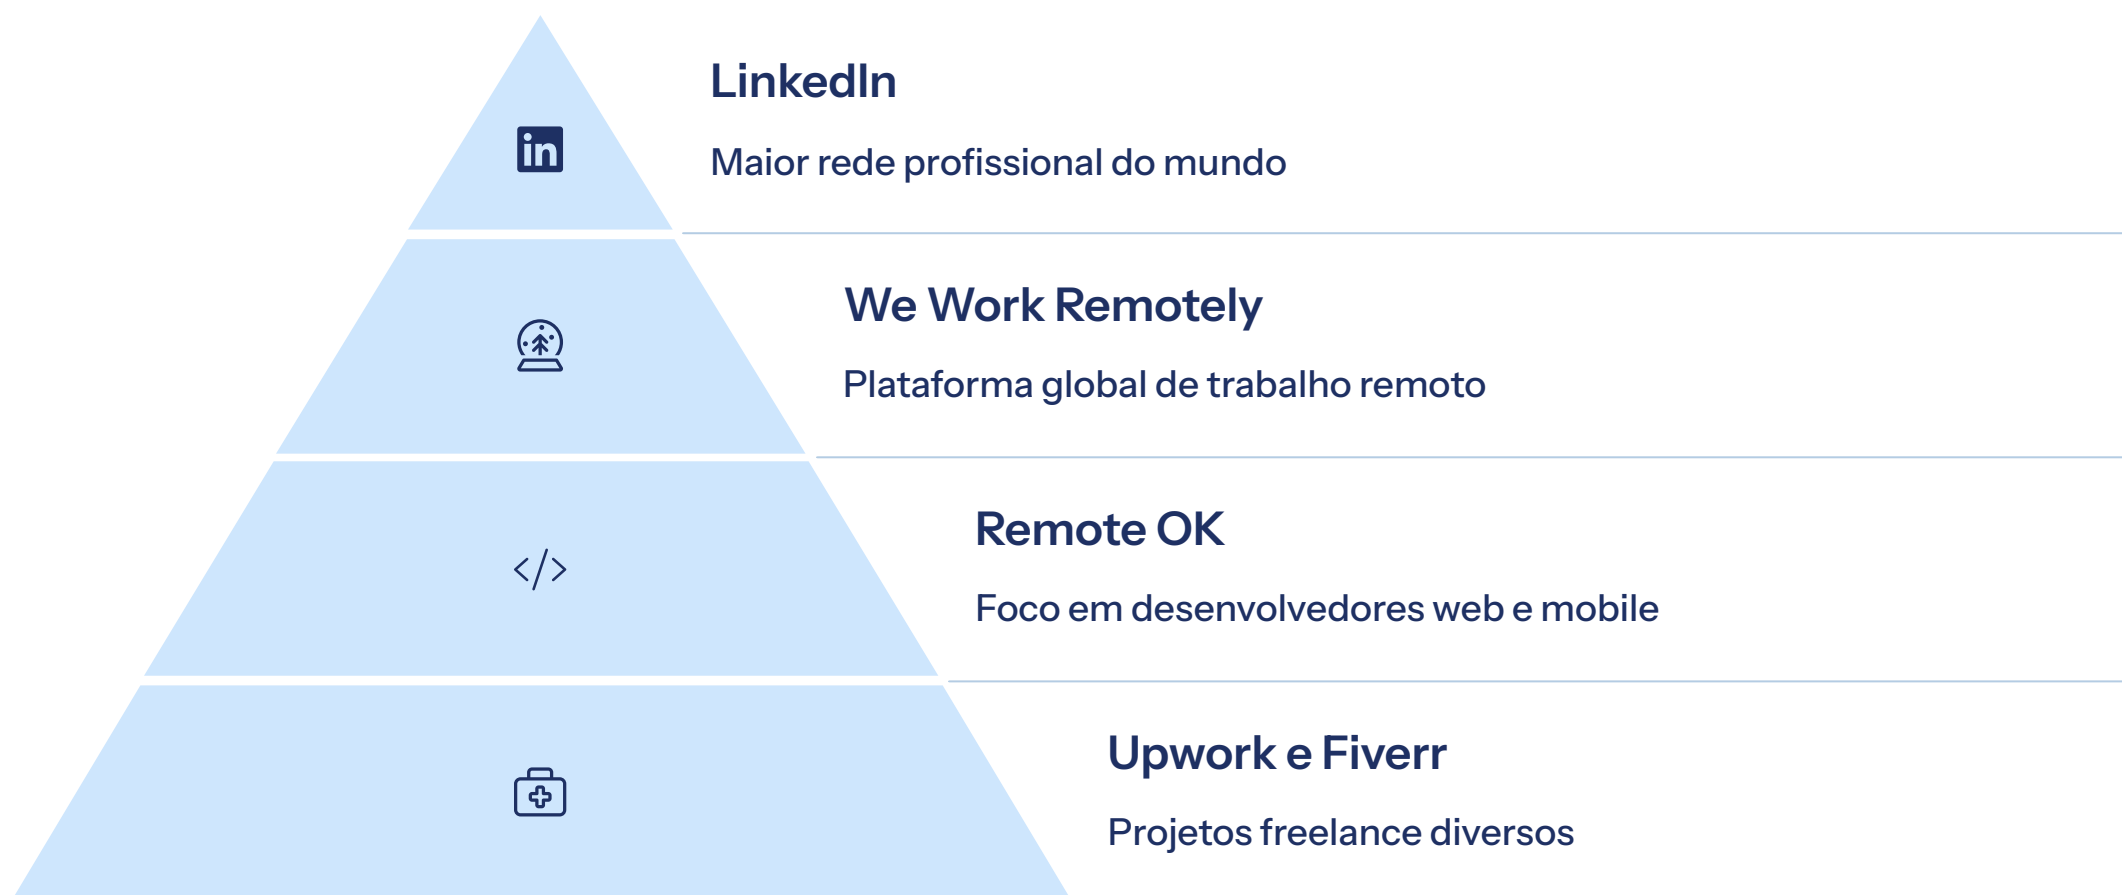 LinkedIn
in
Maior rede profissional do mundo
We Work Remotely
Plataforma global de trabalho remoto
Remote OK
</>
Foco em desenvolvedores web e mobile
Upwork e Fiverr
Projetos freelance diversos